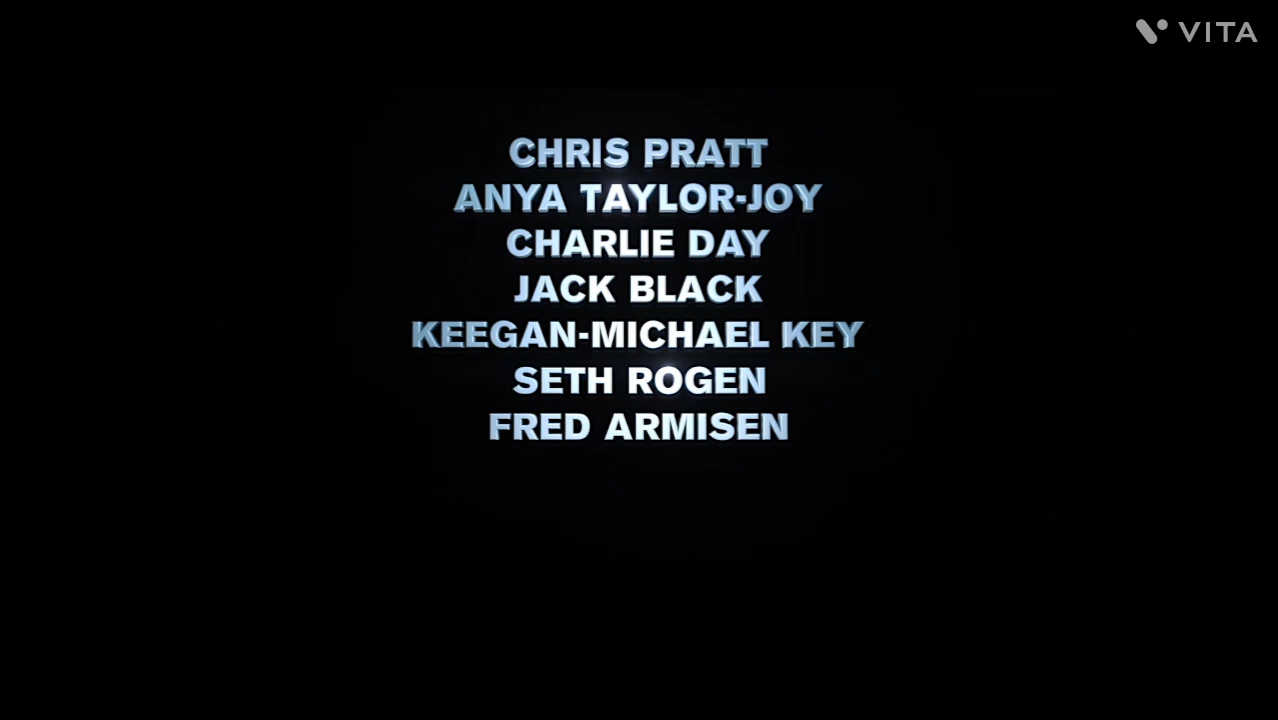 VITA
CHRIS PRATT
ANYA TAYLOR-JOY
CHARLIE DAY
JACK BLACK
KEEGAN-MICHAEL KEY
SETH ROGEN
FRED ARMISEN